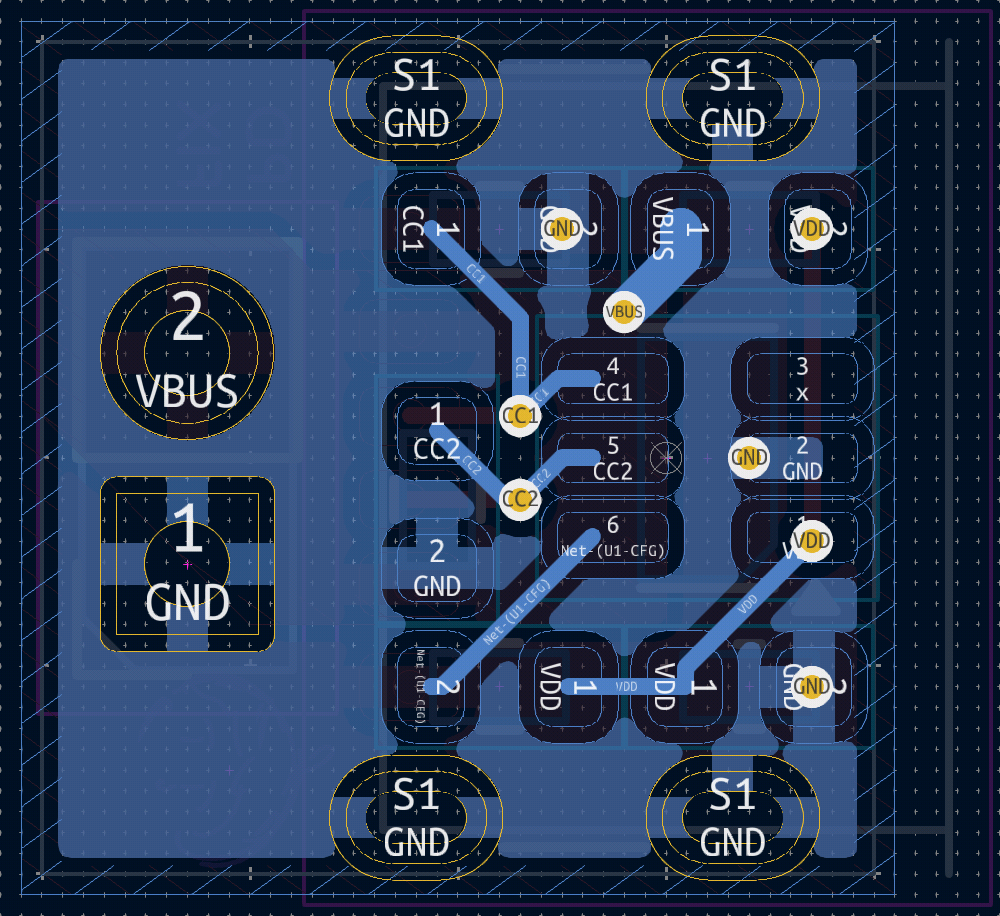 S1
GND
S1
GND
CC1
1
GND
2
VBUS
1
VDD
2
CC1
VBUS
CC1
2
VBUS
4
CC1
3
x
1
CC2
CC1
CC2
5
CC2
GND
2
GND
CC2
CC2
1
GND
6
Net-(U1-CFG)
VDD
2
GND
Net-(U1-CFG)
VDD
Net-(U1-CFG)
2
VDD
1
VDD
VDD
1
GND
GND
2
S1
GND
S1
GND